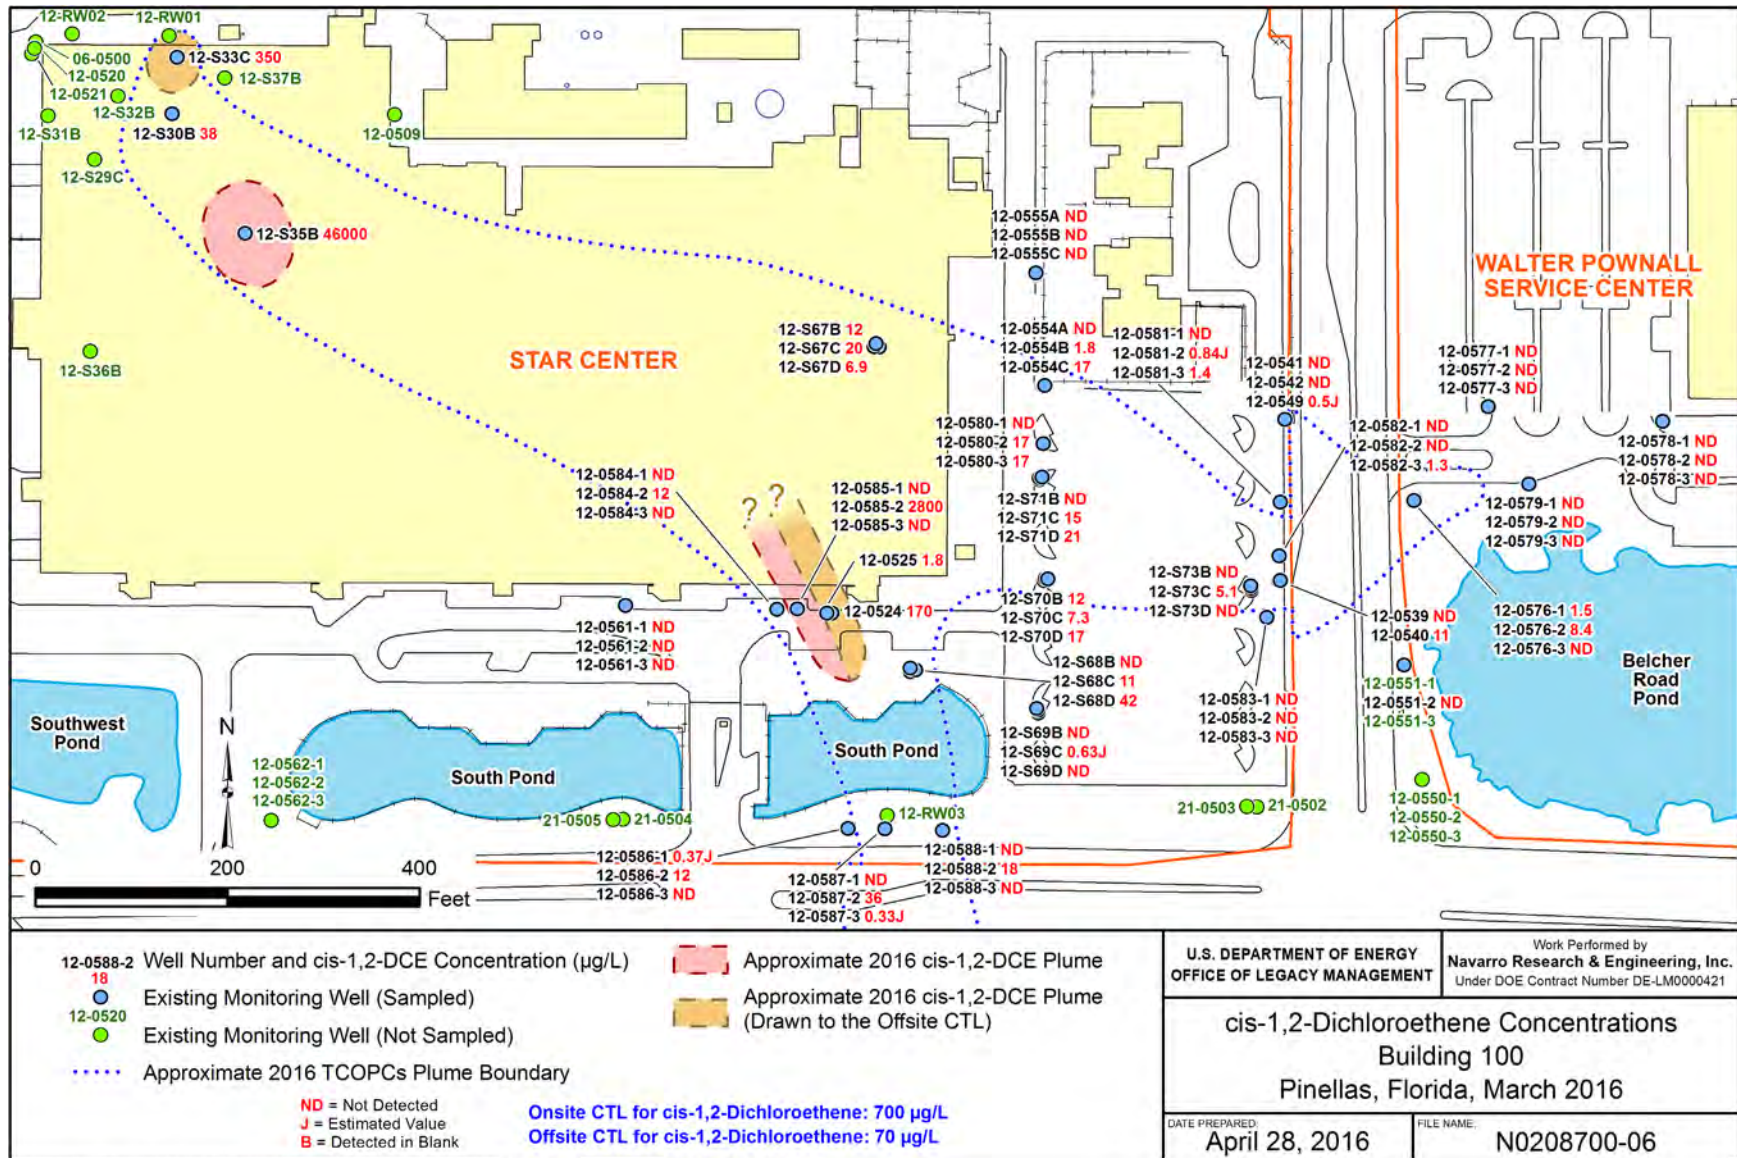 12-RW02
12-RW01
12-S33C 350
06-0500
12-0520
12-0521
12-S37B
12-S32B
12-S31B
12-S30B 38
12-0509
12-S29C
12-S35B 46000
12-S36B
STAR CENTER
12-S67B 12
12-S67C 20
12-S67D 6.9
12-0555A ND
12-0555B ND
12-0555C ND
WALTER POWNALL
SERVICE CENTER
12-0554A ND
12-0554B 1.8
12-0554C 17
12-0581-1 ND
12-0581-2 0.84J
12-0581-3 1.4
12-0541 ND
12-0542 ND
12-0549 0.5J
12-0577-1 ND
12-0577-2 ND
12-0577-3 ND
12-0580-1 ND
12-0580-2 17
12-0580-3 17
12-0582-1 ND
12-0582-2 ND
12-0582-3 1.3
12-0578-1 ND
12-0578-2 ND
12-0578-3 ND
12-0584-1 ND
12-0584-2 12
12-0584-3 ND
12-0585-1 ND
12-0585-2 2800
12-0585-3 ND
? ?
12-S71B ND
12-S71C 15
12-S71D 21
12-0579-1 ND
12-0579-2 ND
12-0579-3 ND
12-0525 1.8
12-0524 170
12-S73B ND
12-S73C 5.1
12-S73D ND
12-S70B 12
12-S70C 7.3
12-S70D 17
12-0539 ND
12-0540 11
12-0576-1 1.5
12-0576-2 8.4
12-0576-3 ND
12-0561-1 ND
12-0561-2 ND
12-0561-3 ND
12-S68B ND
12-S68C 11
12-S68D 42
12-0551-1
12-0551-2 ND
12-0551-3
Belcher
Road
Pond
12-0583-1 ND
12-0583-2 ND
12-0583-3 ND
Southwest
Pond
N
12-S69B ND
12-S69C 0.63J
12-S69D ND
South Pond
South Pond
12-0562-1
12-0562-2
12-0562-3
21-0505
21-0504
12-RW03
21-0503
21-0502
12-0550-1
12-0550-2
12-0550-3
12-0586-1 0.37J
12-0586-2 12
12-0586-3 ND
12-0587-1 ND
12-0587-2 36
12-0587-3 0.33J
12-0588-1 ND
12-0588-2 18
12-0588-3 ND
0 200 400
Feet
12-0588-2 Well Number and cis-1,2-DCE Concentration (µg/L)
18
Existing Monitoring Well (Sampled)
12-0520
Existing Monitoring Well (Not Sampled)
Approximate 2016 TCOPCs Plume Boundary
ND = Not Detected
J = Estimated Value
B = Detected in Blank
Approximate 2016 cis-1,2-DCE Plume
Approximate 2016 cis-1,2-DCE Plume
(Drawn to the Offsite CTL)
Onsite CTL for cis-1,2-Dichloroethene: 700 µg/L
Offsite CTL for cis-1,2-Dichloroethene: 70 µg/L
U.S. DEPARTMENT OF ENERGY
OFFICE OF LEGACY MANAGEMENT
Work Performed by
Navarro Research & Engineering, Inc.
Under DOE Contract Number DE-LM0000421
cis-1,2-Dichloroethene Concentrations
Building 100
Pinellas, Florida, March 2016
DATE PREPARED:
April 28, 2016
FILE NAME:
N0208700-06